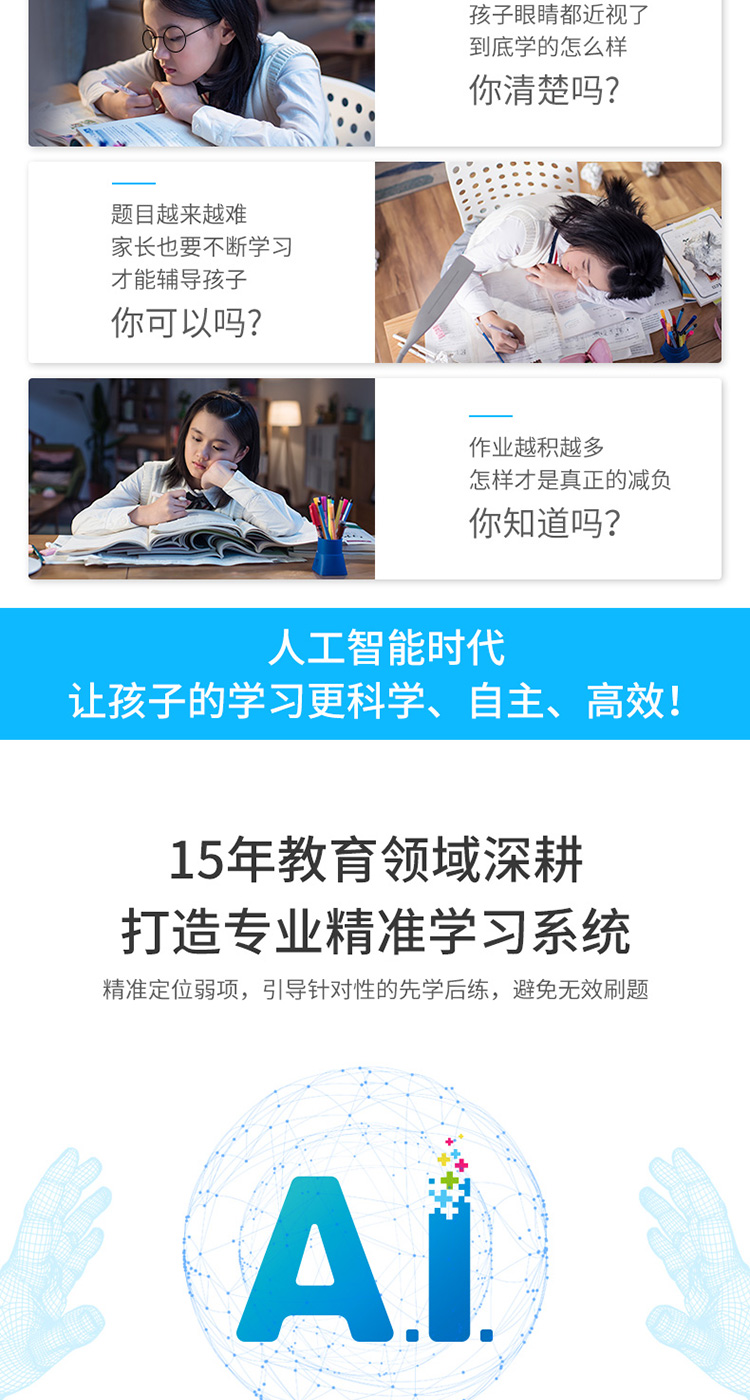 孩子眼睛都近视了
到底学的怎么样
你清楚吗?
题目越来越难
家长也要不断学习
才能辅导孩子
你可以吗?
作业越积越多
怎样才是真正的减负
你知道吗?
人工智能时代
让孩子的学习更科学、自主、高效!
15年教育领域深耕
打造专业精准学习系统
精准定位弱项，引导针对性的先学后练，避免无效刷题
A.I.